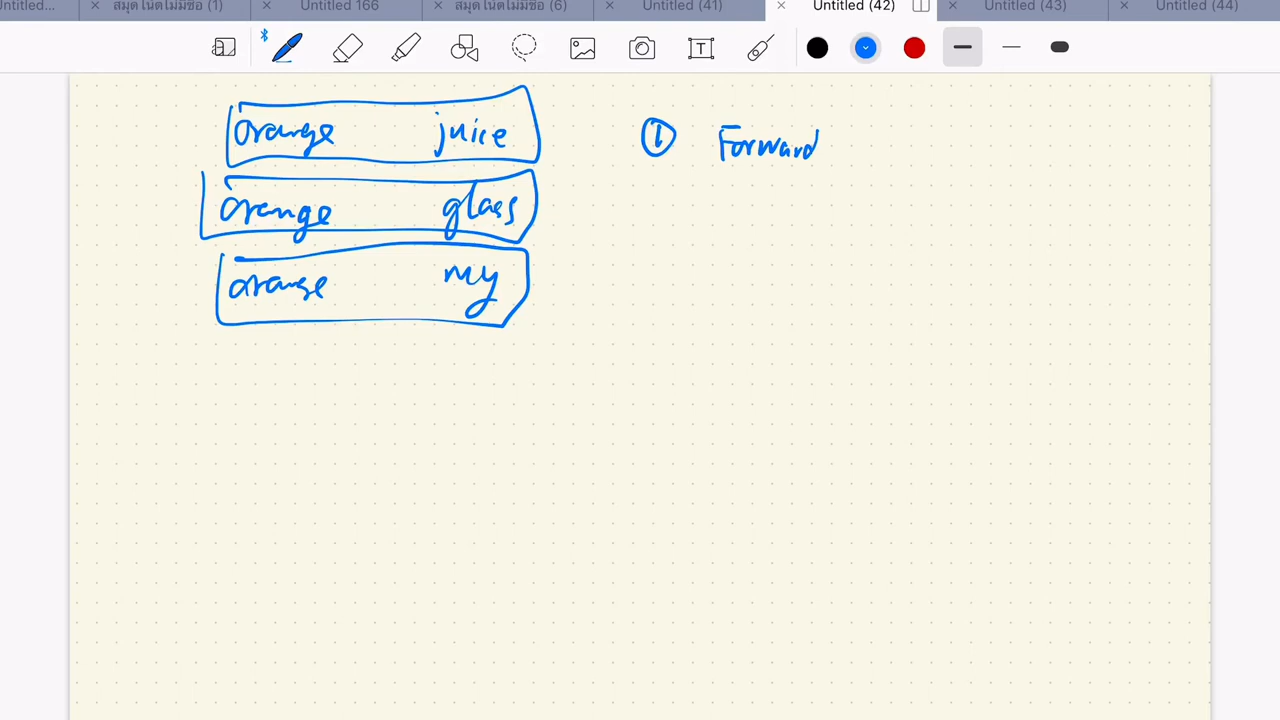 Untitled...
สมุดโน้ตไม่มีชื่อ (1)
Untitled 166
สมุดโน้ตไม่มีชื่อ (6)
Untitled (41)
Untitled (42)
Untitled (43)
Untitled (44)
T
orange juice
① Forward
orange glass
orange my